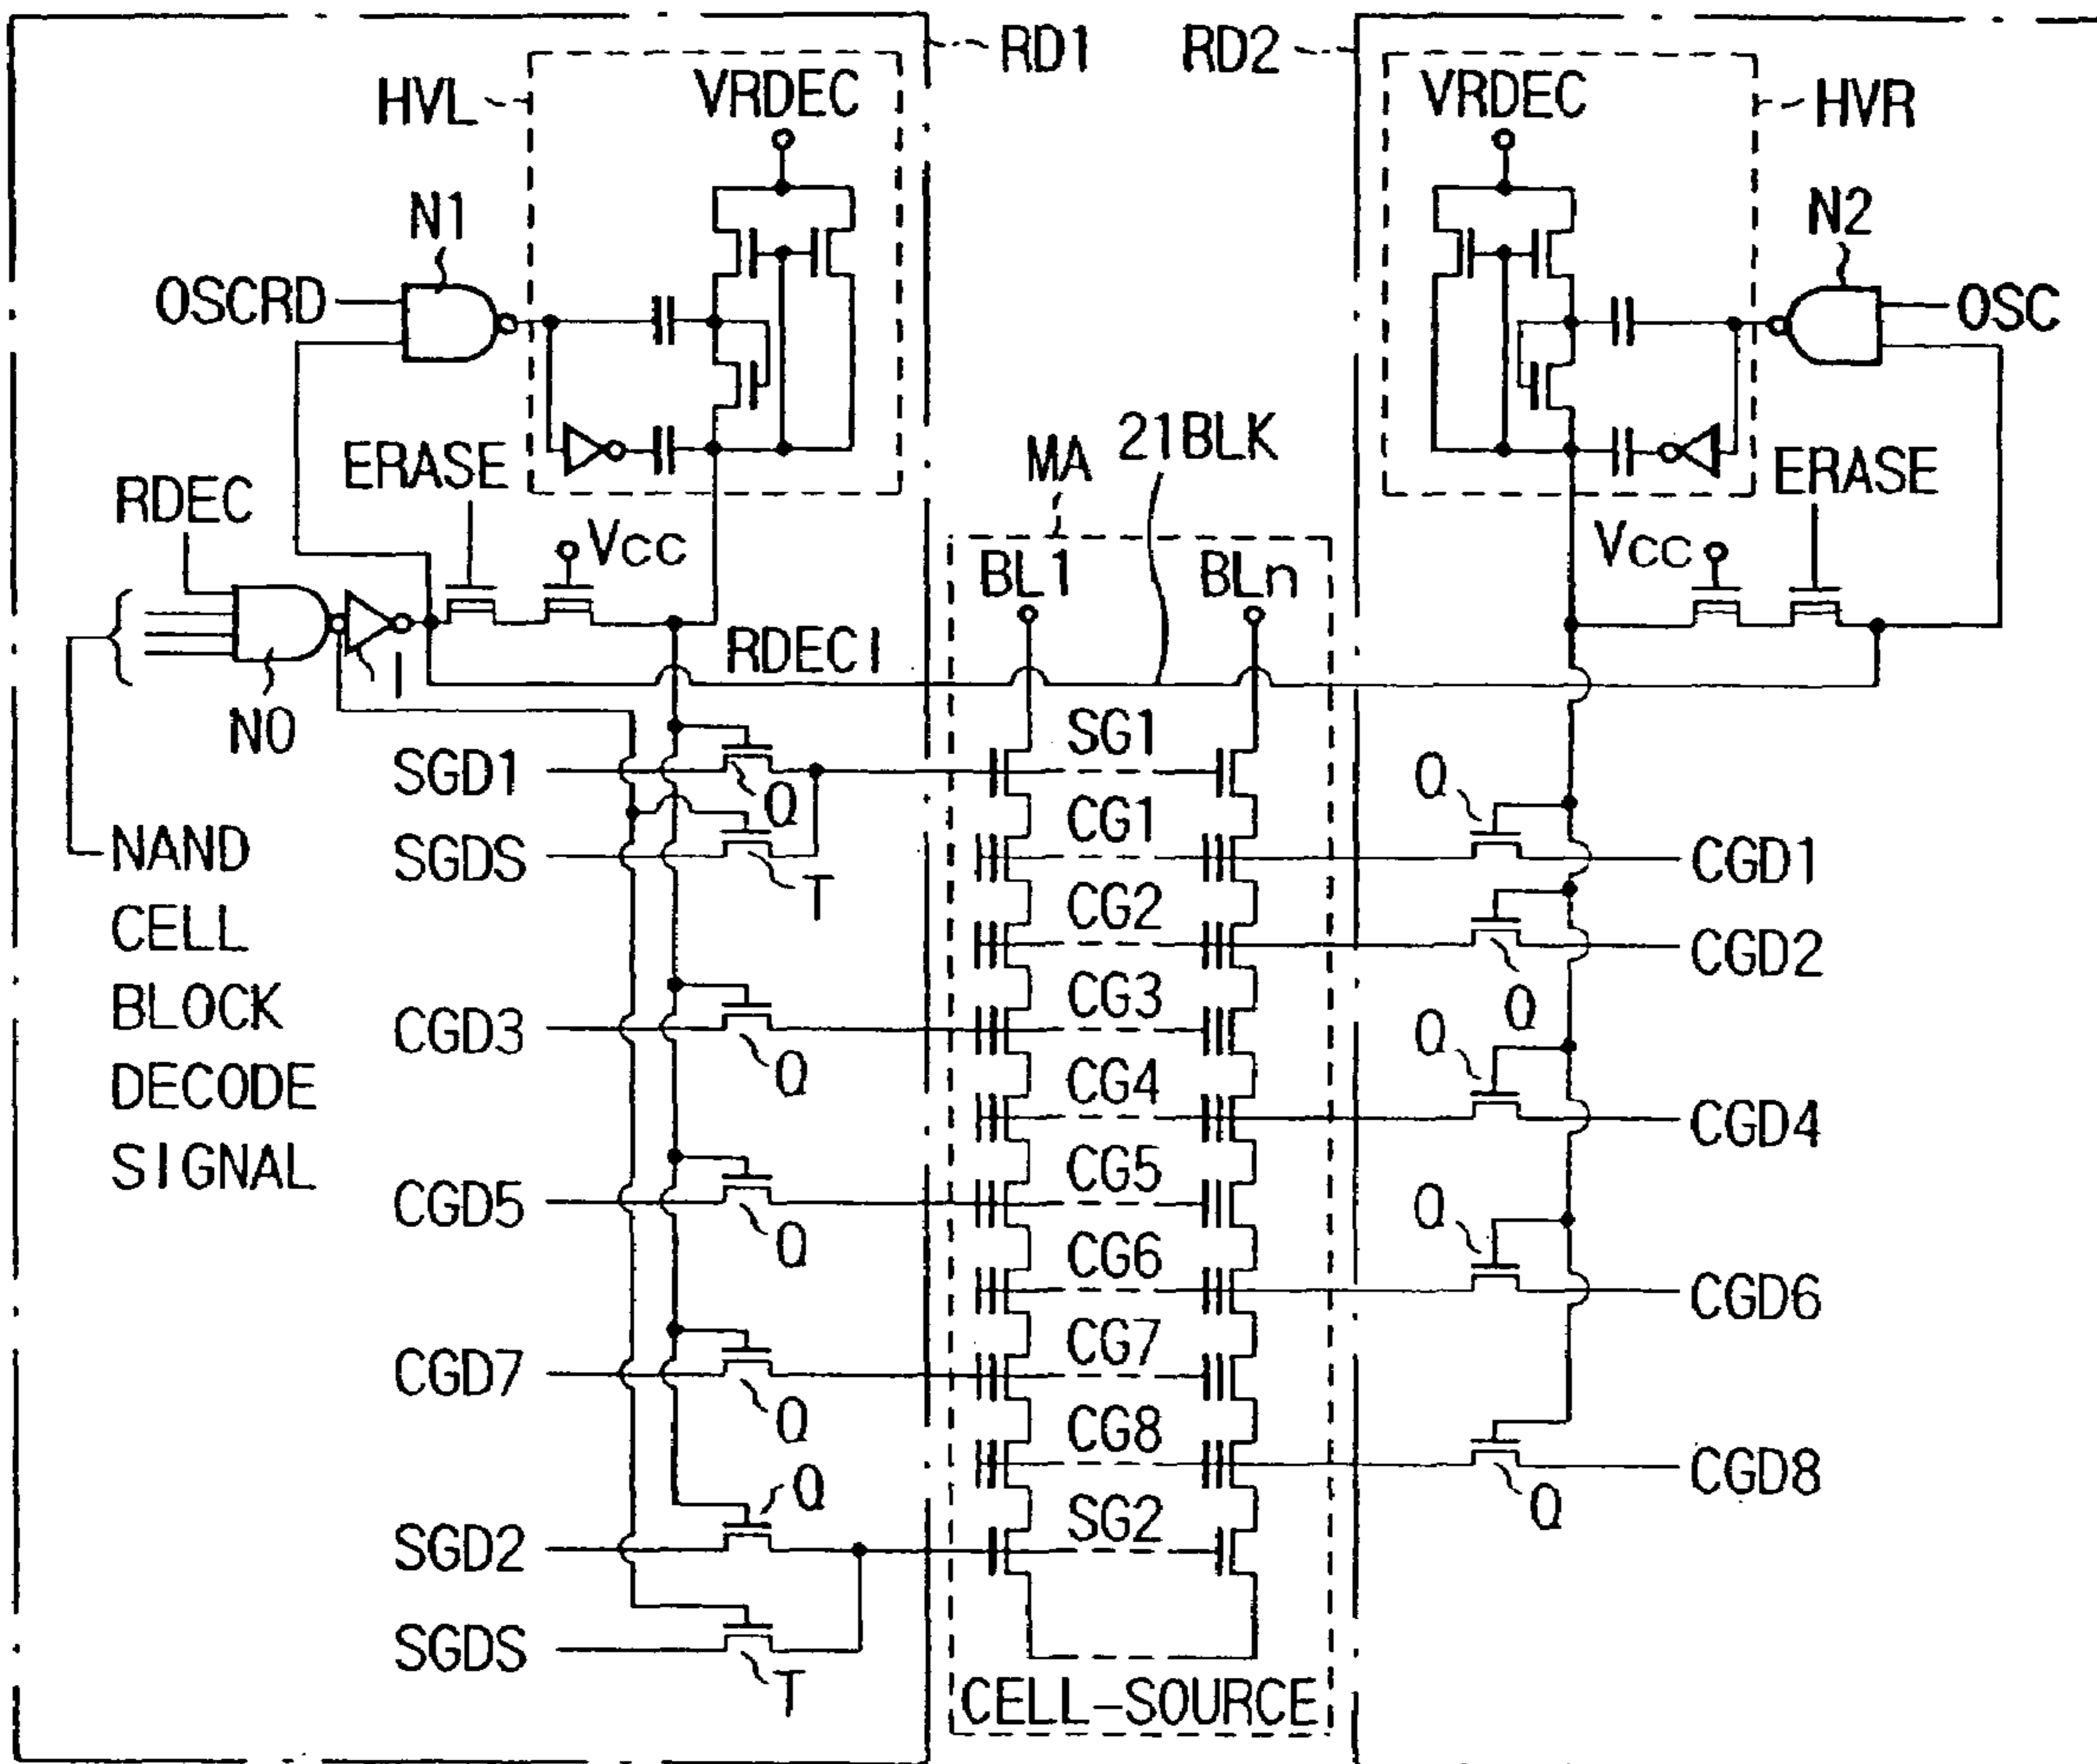 RD1 RD2
HVL VRDEC VRDEC HVR
N1 N2
OSCRD OSC
ERASE MA 21BLK ERASE
RDEC VCC VCC
BL1 BLn
I RDECI
N0
SG1
SGD1 Q Q
CG1
NAND SGDS T CGD1
CELL CG2
Q CGD2
BLOCK CG3
CGD3 Q Q
DECODE CG4
CGD4
SIGNAL CG5
CGD5 Q Q
CG6
CGD6
CG7
CGD7 Q
CG8
Q CGD8
Q
SG2
SGD2
SGDS T
CELL-SOURCE